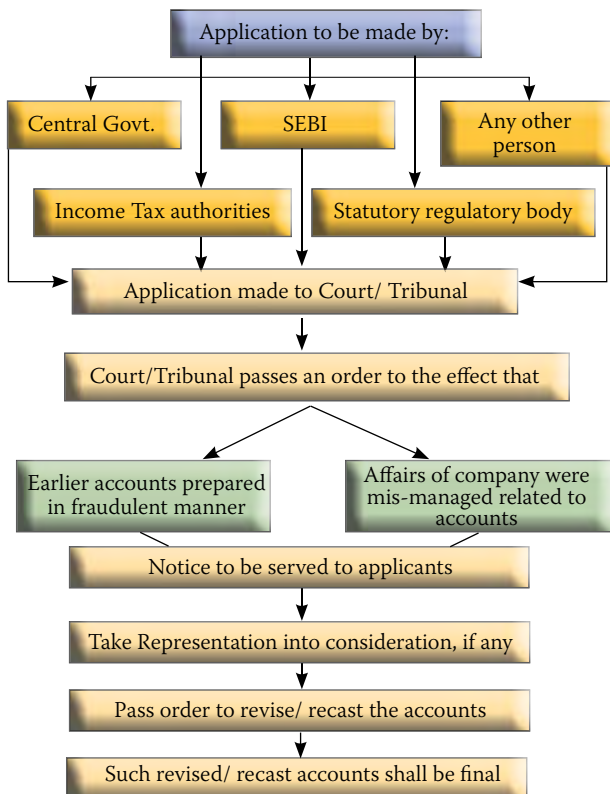 Application to be made by:
Central Govt.
SEBI
Any other
person
Income Tax authorities
Statutory regulatory body
Application made to Court/ Tribunal
Court/Tribunal passes an order to the effect that
Earlier accounts prepared
in fraudulent manner
Affairs of company were
mis-managed related to
accounts
Notice to be served to applicants
Take Representation into consideration, if any
Pass order to revise/ recast the accounts
Such revised/ recast accounts shall be final